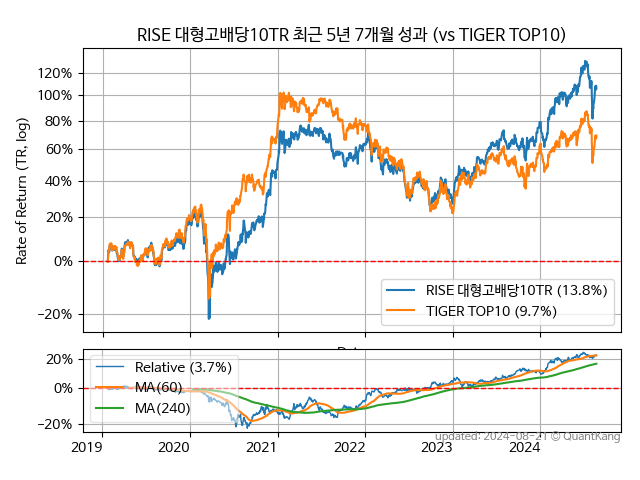 RISE 대형고배당10TR 최근 5년 7개월 성과 (vs TIGER TOP10)
Rate of Return (TR, log)
120%
100%
80%
60%
40%
20%
0%
−20%
RISE 대형고배당10TR (13.8%)
TIGER TOP10 (9.7%)
20%
0%
−20%
Relative (3.7%)
MA(60)
MA(240)
2019
2020
2021
2022
2023
2024
updated: 2024-08-21 © QuantKang